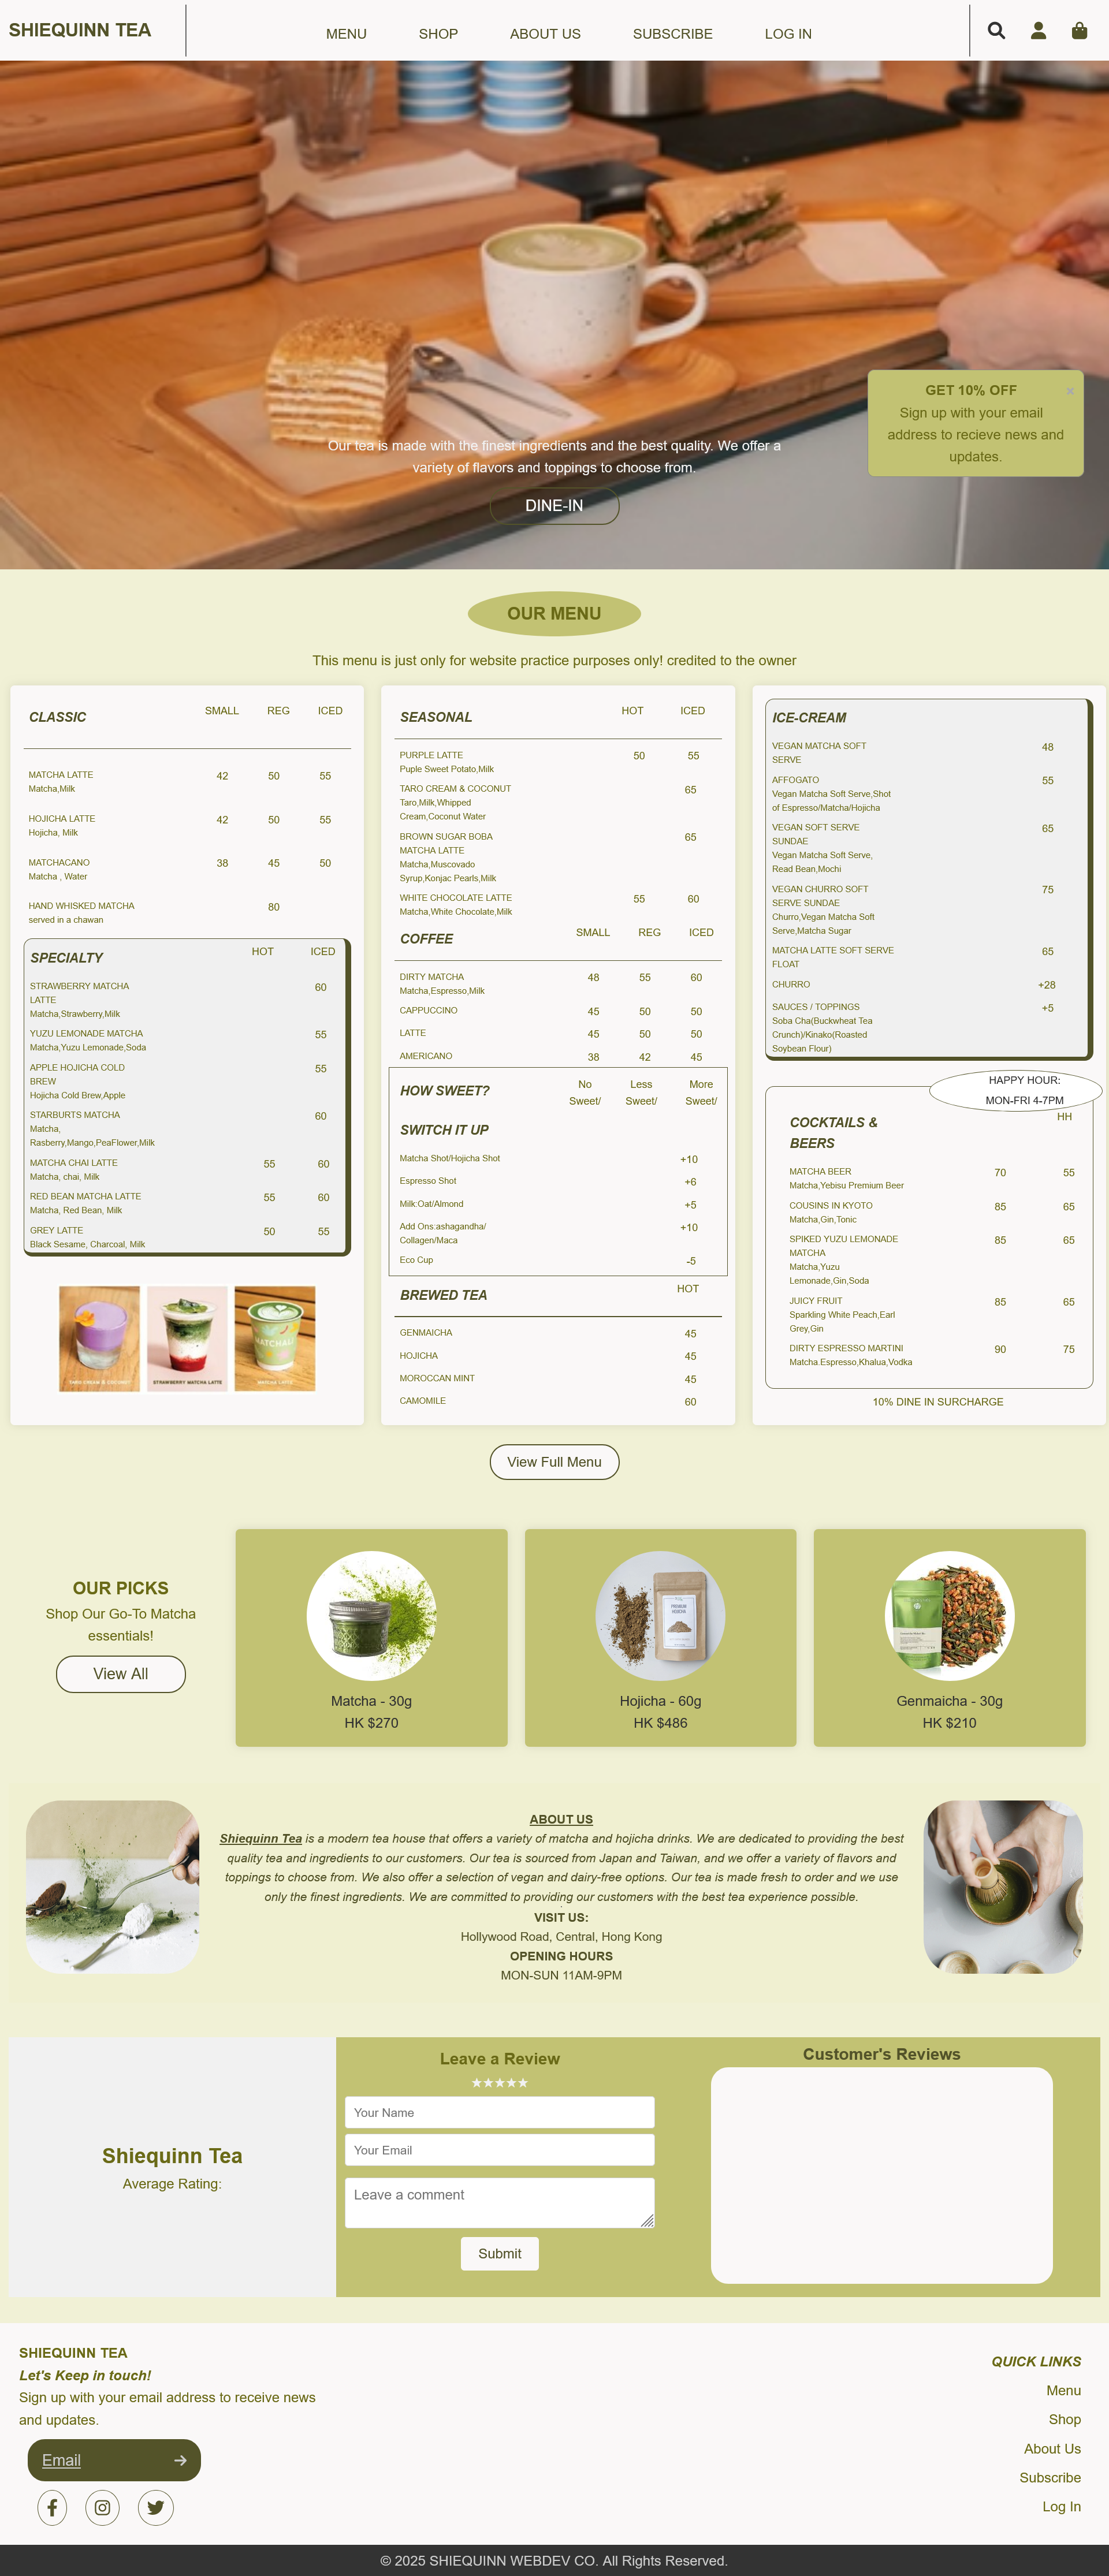 SHIEQUINN TEA
MENU SHOP ABOUT US SUBSCRIBE LOG IN
Our tea is made with the finest ingredients and the best quality. We offer a
variety of flavors and toppings to choose from.
DINE-IN
GET 10% OFF ×
Sign up with your email
address to recieve news and
updates.
OUR MENU
This menu is just only for website practice purposes only! credited to the owner
CLASSIC SMALL REG ICED
MATCHA LATTE 42 50 55
Matcha,Milk
HOJICHA LATTE 42 50 55
Hojicha, Milk
MATCHACANO 38 45 50
Matcha , Water
HAND WHISKED MATCHA 80
served in a chawan
SPECIALTY HOT ICED
STRAWBERRY MATCHA 60
LATTE
Matcha,Strawberry,Milk
YUZU LEMONADE MATCHA 55
Matcha,Yuzu Lemonade,Soda
APPLE HOJICHA COLD 55
BREW
Hojicha Cold Brew,Apple
STARBURTS MATCHA 60
Matcha,
Rasberry,Mango,PeaFlower,Milk
MATCHA CHAI LATTE 55 60
Matcha, chai, Milk
RED BEAN MATCHA LATTE 55 60
Matcha, Red Bean, Milk
GREY LATTE 50 55
Black Sesame, Charcoal, Milk
TARO CREAM & COCONUT
STRAWBERRY MATCHA LATTE
MATCHALI
MATCHA LATTE
SEASONAL HOT ICED
PURPLE LATTE 50 55
Puple Sweet Potato,Milk
TARO CREAM & COCONUT 65
Taro,Milk,Whipped
Cream,Coconut Water
BROWN SUGAR BOBA 65
MATCHA LATTE
Matcha,Muscovado
Syrup,Konjac Pearls,Milk
WHITE CHOCOLATE LATTE 55 60
Matcha,White Chocolate,Milk
COFFEE SMALL REG ICED
DIRTY MATCHA 48 55 60
Matcha,Espresso,Milk
CAPPUCCINO 45 50 50
LATTE 45 50 50
AMERICANO 38 42 45
HOW SWEET? No Less More
Sweet/ Sweet/ Sweet/
SWITCH IT UP
Matcha Shot/Hojicha Shot +10
Espresso Shot +6
Milk:Oat/Almond +5
Add Ons:ashagandha/ +10
Collagen/Maca
Eco Cup -5
BREWED TEA HOT
GENMAICHA 45
HOJICHA 45
MOROCCAN MINT 45
CAMOMILE 60
ICE-CREAM
VEGAN MATCHA SOFT 48
SERVE
AFFOGATO 55
Vegan Matcha Soft Serve,Shot
of Espresso/Matcha/Hojicha
VEGAN SOFT SERVE 65
SUNDAE
Vegan Matcha Soft Serve,
Read Bean,Mochi
VEGAN CHURRO SOFT 75
SERVE SUNDAE
Churro,Vegan Matcha Soft
Serve,Matcha Sugar
MATCHA LATTE SOFT SERVE 65
FLOAT
CHURRO +28
SAUCES / TOPPINGS +5
Soba Cha(Buckwheat Tea
Crunch)/Kinako(Roasted
Soybean Flour)
HAPPY HOUR:
MON-FRI 4-7PM
HH
COCKTAILS &
BEERS
MATCHA BEER 70 55
Matcha,Yebisu Premium Beer
COUSINS IN KYOTO 85 65
Matcha,Gin,Tonic
SPIKED YUZU LEMONADE 85 65
MATCHA
Matcha,Yuzu
Lemonade,Gin,Soda
JUICY FRUIT 85 65
Sparkling White Peach,Earl
Grey,Gin
DIRTY ESPRESSO MARTINI 90 75
Matcha.Espresso,Khalua,Vodka
10% DINE IN SURCHARGE
View Full Menu
OUR PICKS
Shop Our Go-To Matcha
essentials!
View All
Matcha - 30g
HK $270
PREMIUM
HOJICHA
Hojicha - 60g
HK $486
Genmaicha - 30g
HK $210
ABOUT US
Shiequinn Tea is a modern tea house that offers a variety of matcha and hojicha drinks. We are dedicated to providing the best
quality tea and ingredients to our customers. Our tea is sourced from Japan and Taiwan, and we offer a variety of flavors and
toppings to choose from. We also offer a selection of vegan and dairy-free options. Our tea is made fresh to order and we use
only the finest ingredients. We are committed to providing our customers with the best tea experience possible.
VISIT US:
Hollywood Road, Central, Hong Kong
OPENING HOURS
MON-SUN 11AM-9PM
Shiequinn Tea
Average Rating:
Leave a Review
★★★★★
Your Name
Your Email
Leave a comment
Submit
Customer's Reviews
SHIEQUINN TEA
Let's Keep in touch!
Sign up with your email address to receive news
and updates.
Email
QUICK LINKS
Menu
Shop
About Us
Subscribe
Log In
© 2025 SHIEQUINN WEBDEV CO. All Rights Reserved.